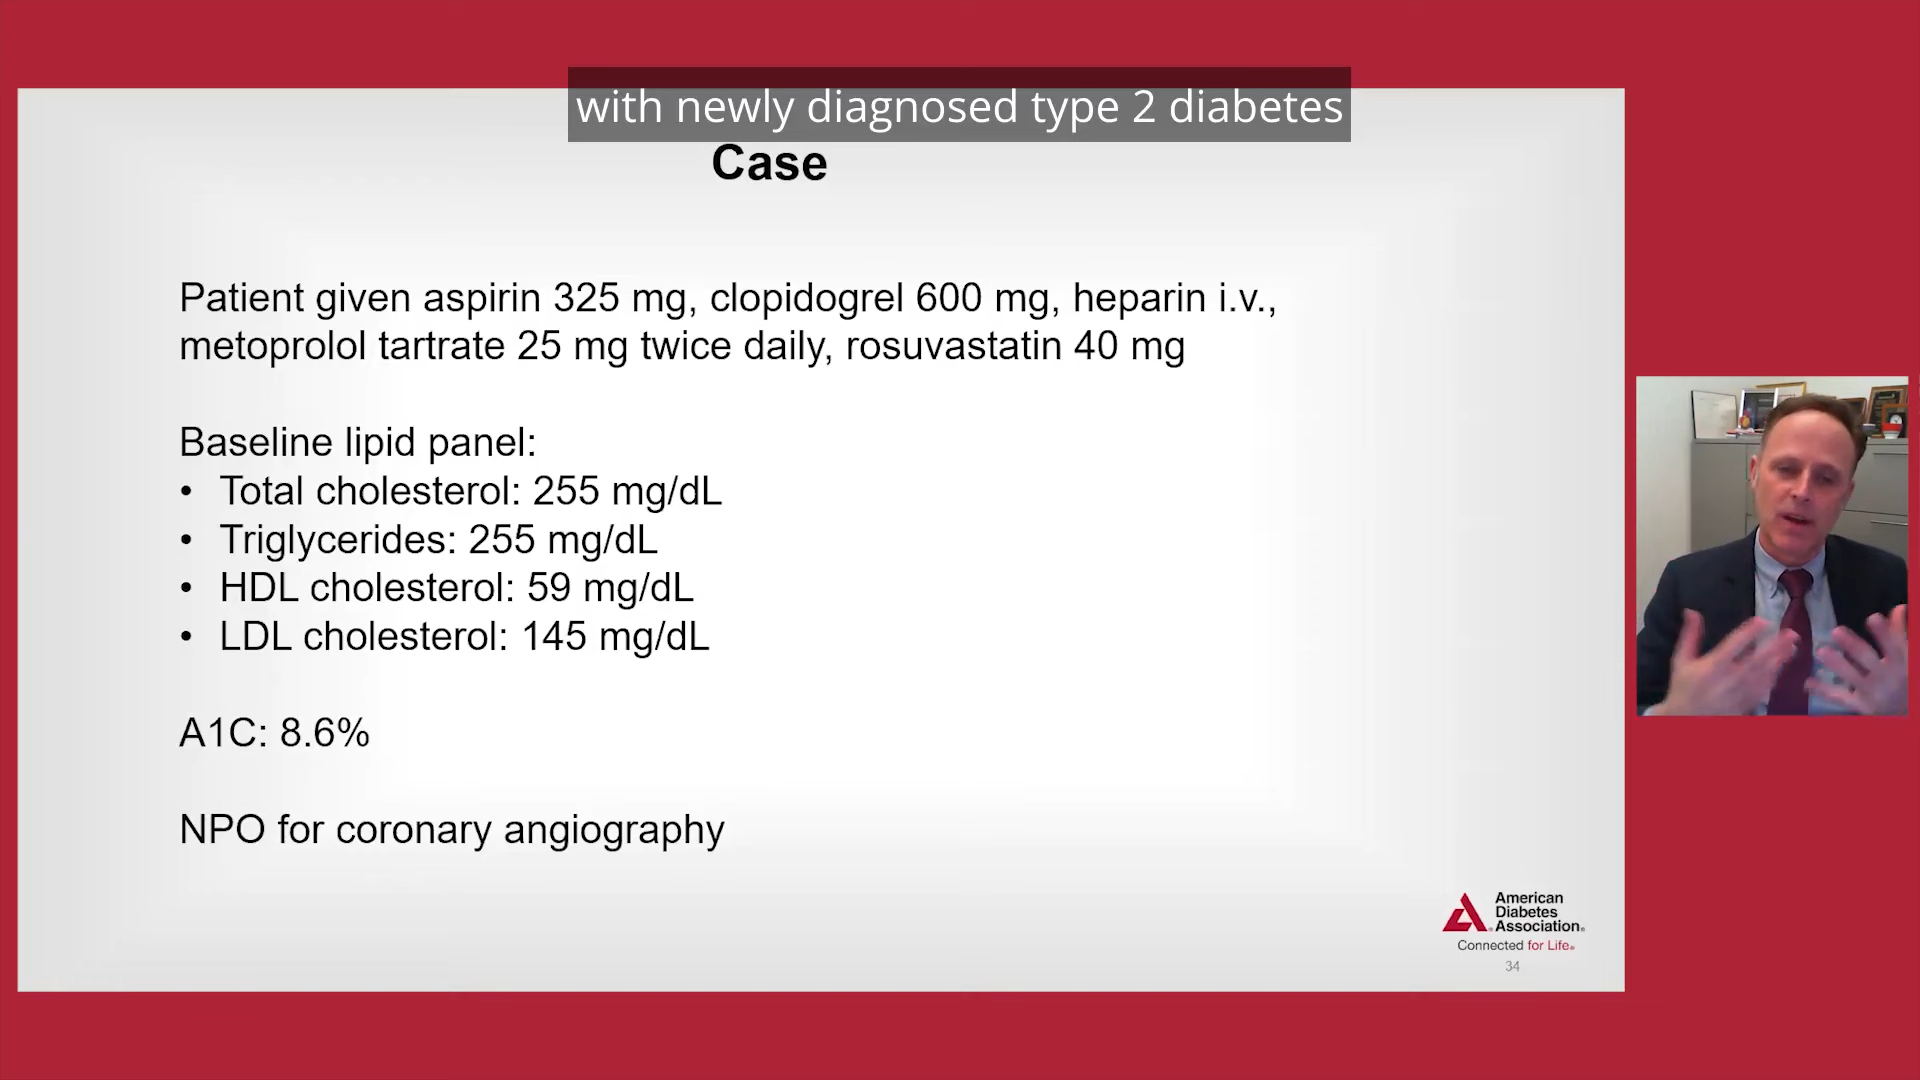 with newly diagnosed type 2 diabetes
Case
Patient given aspirin 325 mg, clopidogrel 600 mg, heparin i.v.,
metoprolol tartrate 25 mg twice daily, rosuvastatin 40 mg
Baseline lipid panel:
• Total cholesterol: 255 mg/dL
• Triglycerides: 255 mg/dL
• HDL cholesterol: 59 mg/dL
• LDL cholesterol: 145 mg/dL
A1C: 8.6%
NPO for coronary angiography
American
Diabetes
Association®
Connected for Life®
34